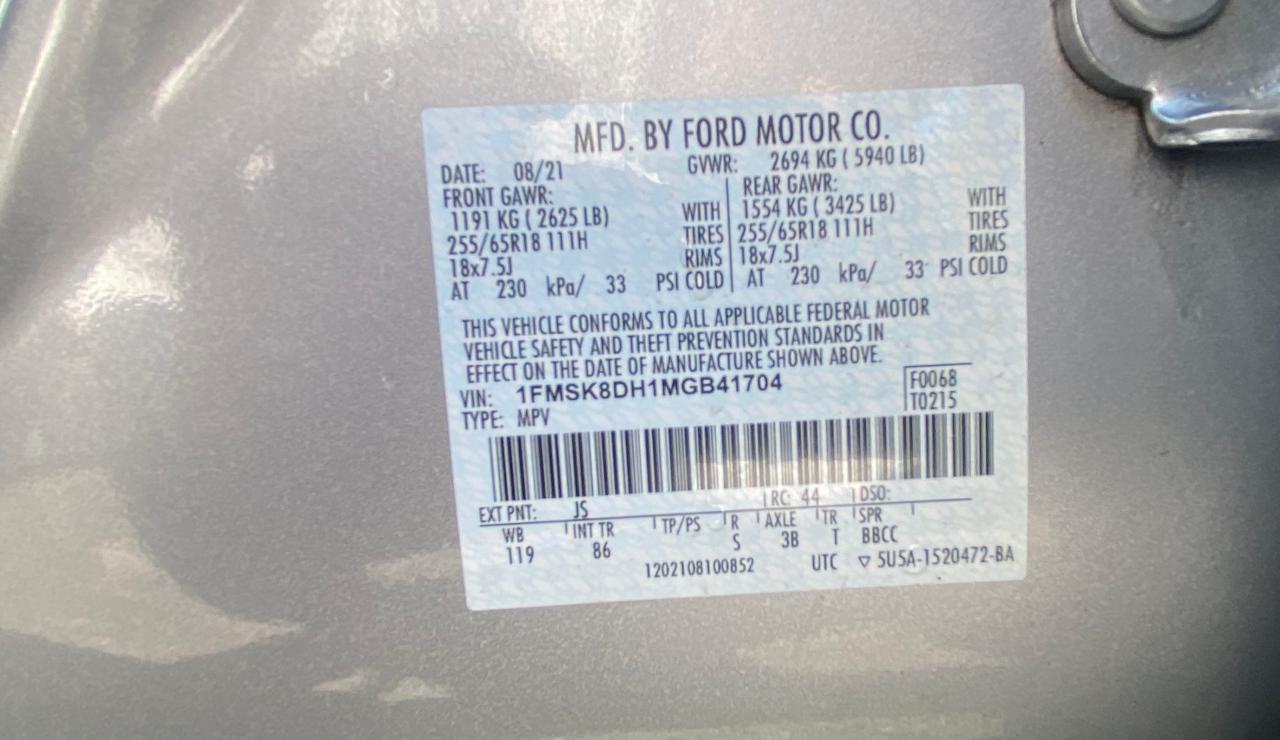 MFD. BY FORD MOTOR CO.
DATE: 08/21 GVWR: 2694 KG ( 5940 LB)
FRONT GAWR: REAR GAWR:
1191 KG ( 2625 LB) WITH 1554 KG ( 3425 LB) WITH
255/65R18 111H TIRES 255/65R18 111H TIRES
18x7.5J RIMS 18x7.5J RIMS
AT 230 kPa/ 33 PSI COLD AT 230 kPa/ 33 PSI COLD
THIS VEHICLE CONFORMS TO ALL APPLICABLE FEDERAL MOTOR
VEHICLE SAFETY AND THEFT PREVENTION STANDARDS IN
EFFECT ON THE DATE OF MANUFACTURE SHOWN ABOVE.
VIN: 1FMSK8DH1MGB41704 F0068
TYPE: MPV T0215
EXT PNT: JS RC: 44 DSO:
WB INT TR TP/PS R AXLE TR SPR
119 86 S 3B T BBCC
1202108100852 UTC ▽ 5U5A-1520472-BA